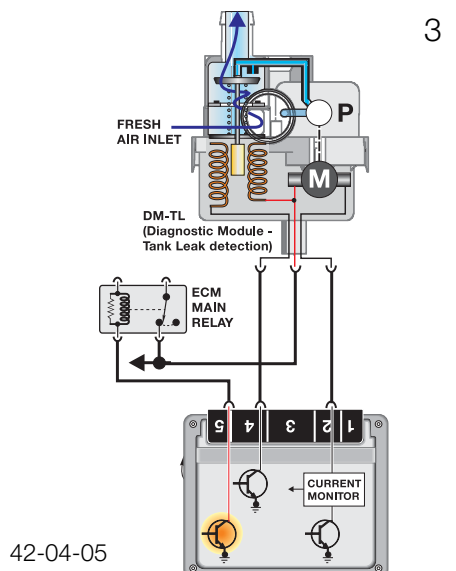 3
FRESH
AIR INLET
P
M
DM-TL
(Diagnostic Module -
Tank Leak detection)
ECM
MAIN
RELAY
5 4 3 2 1
CURRENT
MONITOR
42-04-05